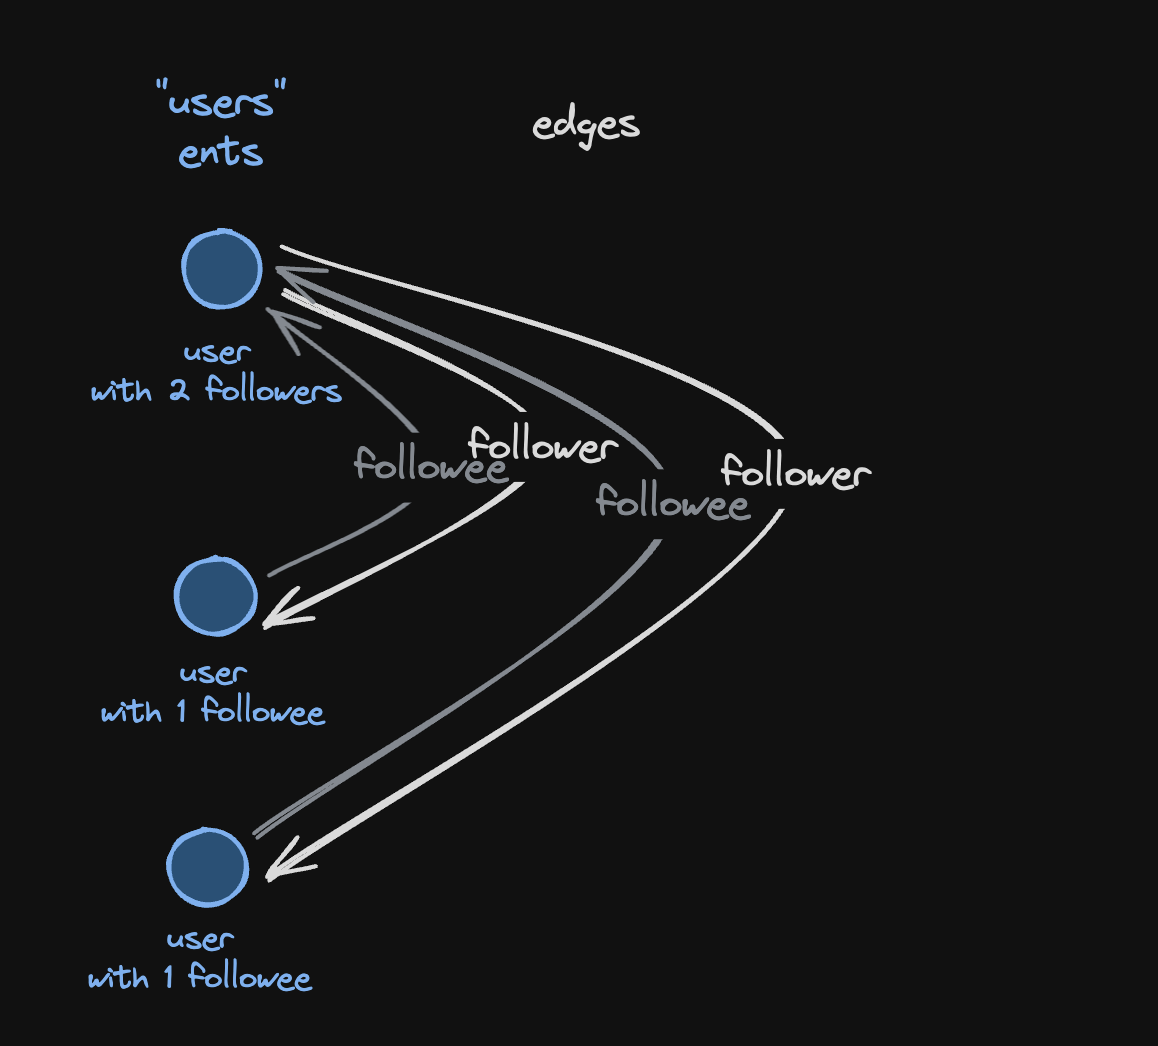 "users"
ents
edges
user
with 2 followers
follower
followee
follower
followee
user
with 1 followee
user
with 1 followee